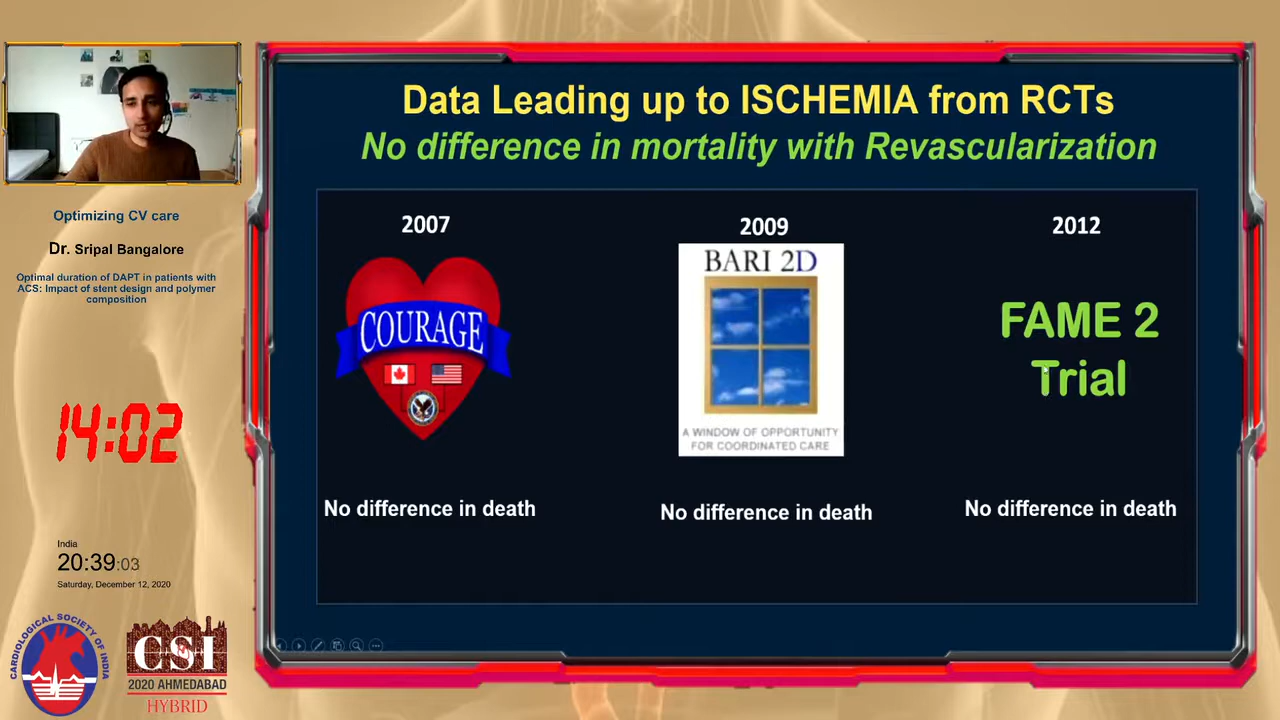 Data Leading up to ISCHEMIA from RCTs
No difference in mortality with Revascularization
2007
2009
2012
COURAGE
BARI 2D
A WINDOW OF OPPORTUNITY
FOR COORDINATED CARE
FAME 2
Trial
No difference in death
No difference in death
No difference in death
Optimizing CV care
Dr. Sripal Bangalore
Optimal duration of DAPT in patients with
ACS: Impact of stent design and polymer
composition
14:02
India
20:39:03
Saturday, December 12, 2020
CARDIOLOGICAL SOCIETY OF INDIA
CSI
2020 AHMEDABAD
HYBRID